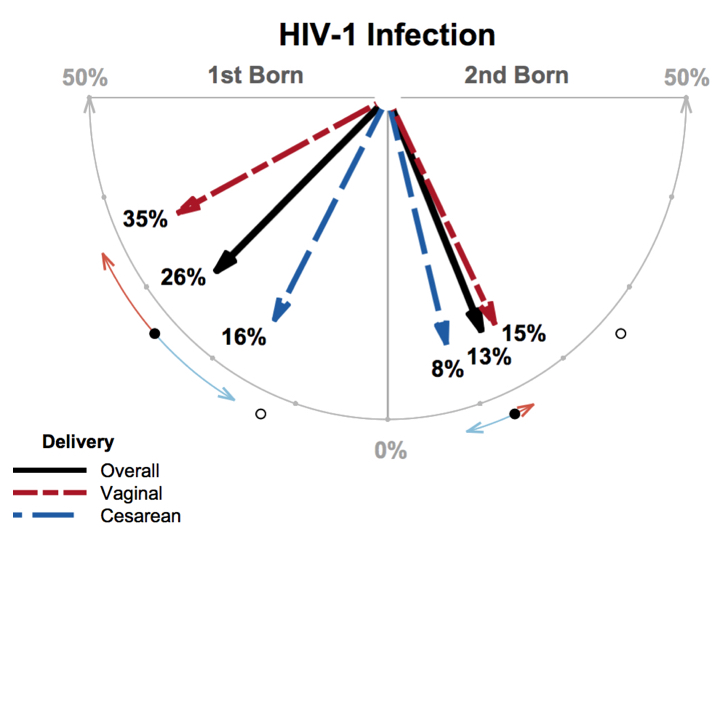 HIV-1 Infection
50% 1st Born 2nd Born 50%
35%
26%
16%
15%
13%
8%
0%
Delivery
Overall
Vaginal
Cesarean